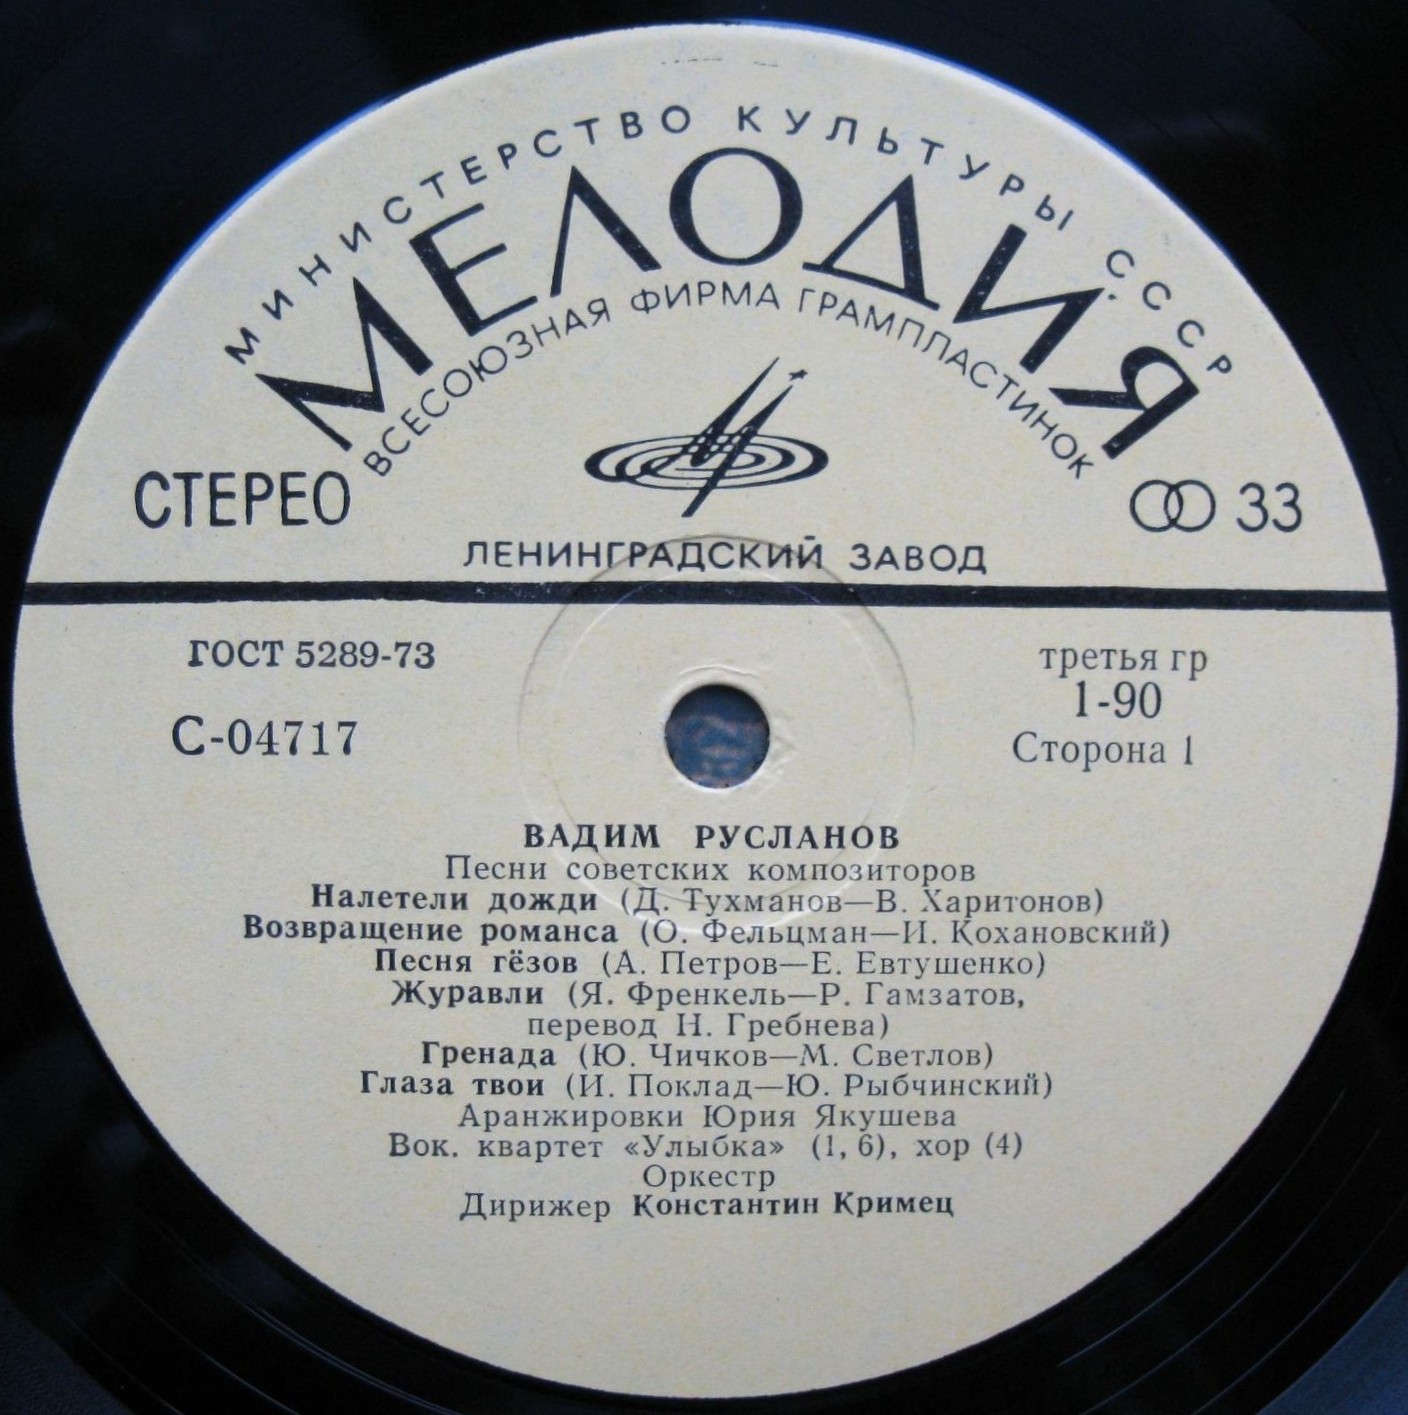 МИНИСТЕРСТВО КУЛЬТУРЫ СССР
МЕЛОДИЯ
ВСЕСОЮЗНАЯ ФИРМА ГРАМПЛАСТИНОК
СТЕРЕО
33
ЛЕНИНГРАДСКИЙ ЗАВОД
ГОСТ 5289-73
третья гр
1-90
С-04717
Сторона 1
ВАДИМ РУСЛАНОВ
Песни советских композиторов
Налетели дожди (Д. Тухманов—В. Харитонов)
Возвращение романса (О. Фельцман—И. Кохановский)
Песня гёзов (А. Петров—Е. Евтушенко)
Журавли (Я. Френкель—Р. Гамзатов,
перевод Н. Гребнева)
Гренада (Ю. Чичков—М. Светлов)
Глаза твои (И. Поклад—Ю. Рыбчинский)
Аранжировки Юрия Якушева
Вок. квартет «Улыбка» (1, 6), хор (4)
Оркестр
Дирижер Константин Кримец